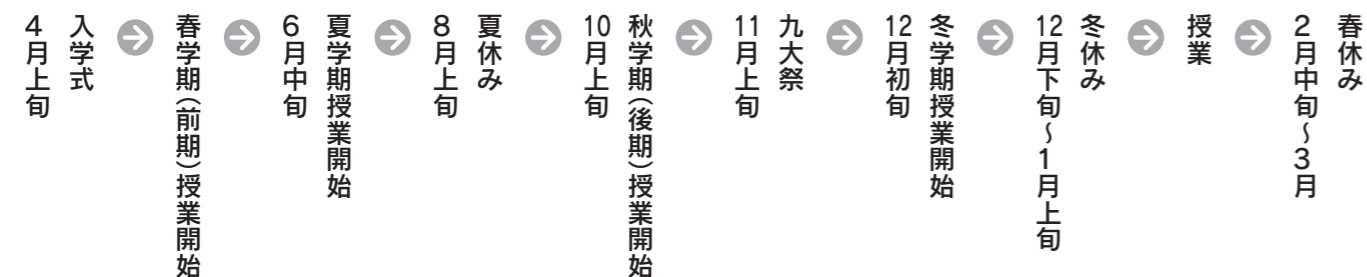 入学式
4月上旬
春学期(前期)授業開始
夏学期授業開始
6月中旬
夏休み
8月上旬
秋学期(後期)授業開始
10月上旬
九大祭
11月上旬
冬学期授業開始
12月初旬
冬休み
12月下旬~1月上旬
授業
春休み
2月中旬~3月